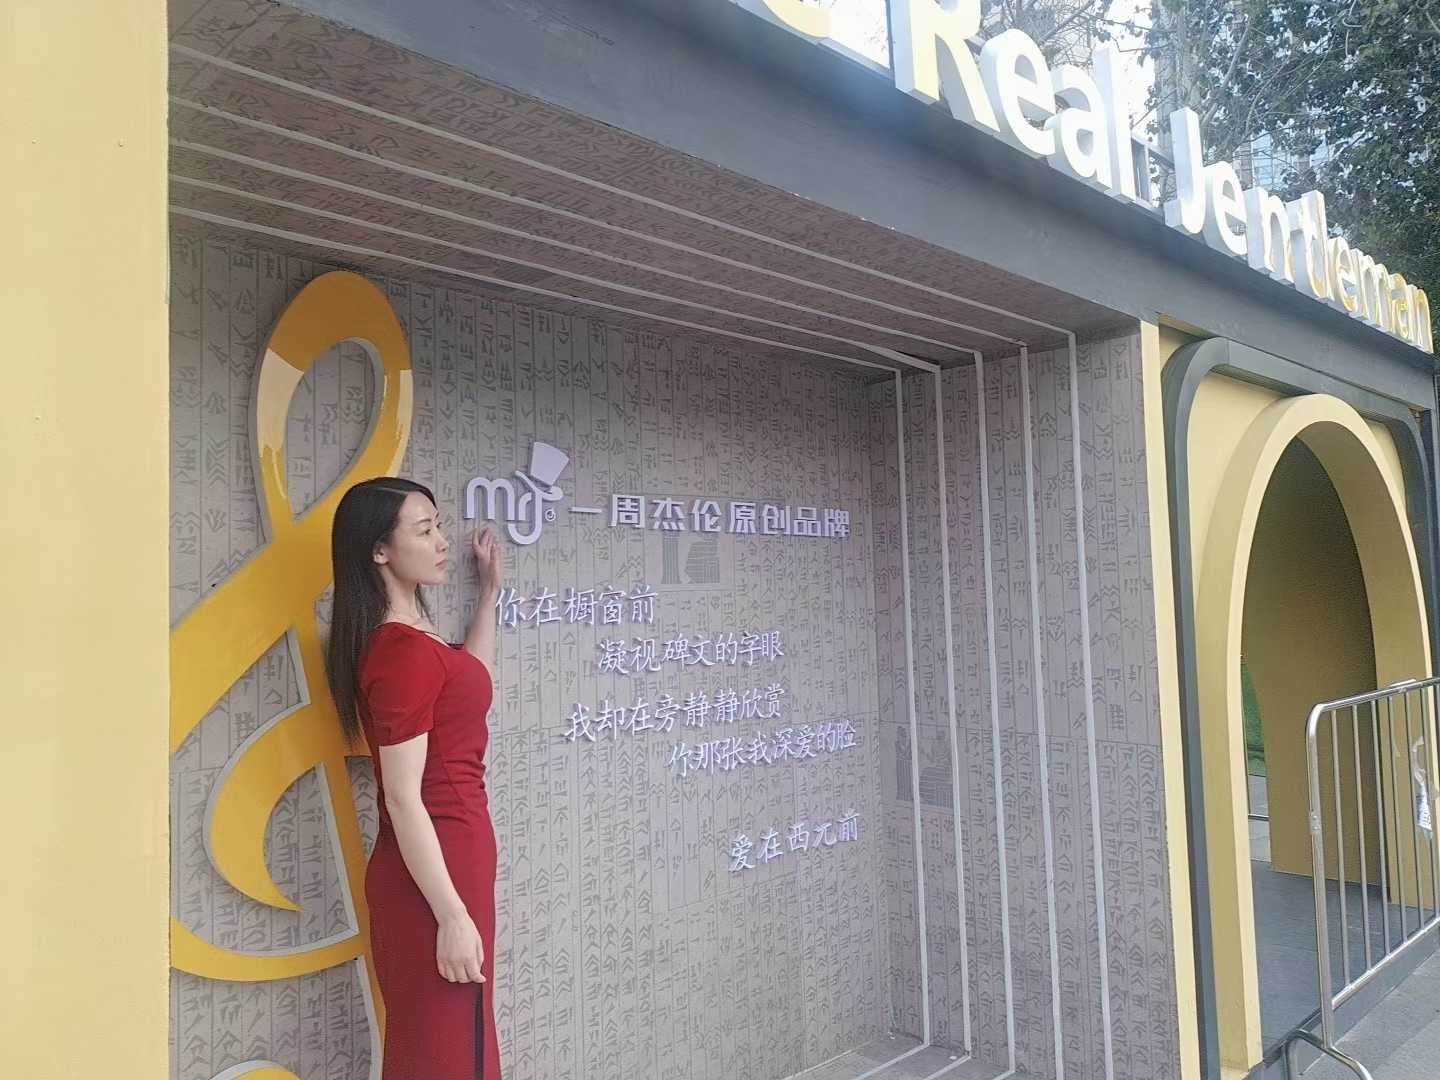 Real Jentleman
mrj
一周杰伦原创品牌
你在橱窗前
凝视碑文的字眼
我却在旁静静欣赏
你那张我深爱的脸
爱在西元前